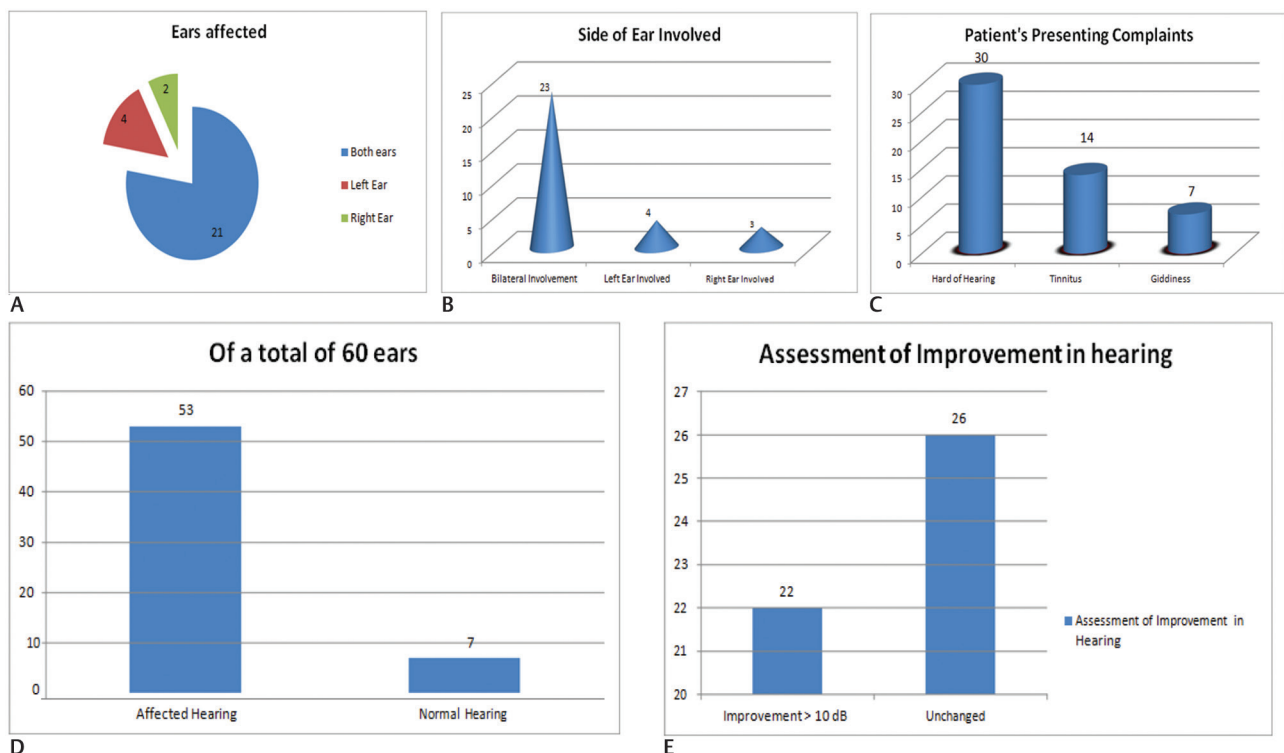 Ears affected
2
4
21
Both ears
Left Ear
Right Ear
A
Side of Ear Involved
25
20
15
10
5
0
23
4
3
Bilateral Involvement Left Ear Involved Right Ear Involved
B
Patient's Presenting Complaints
30
25
20
15
10
5
0
30
14
7
Hard of Hearing Tinnitus Giddiness
C
Of a total of 60 ears
60
50
40
30
20
10
0
53
7
Affected Hearing Normal Hearing
D
Assessment of Improvement in hearing
27
26
25
24
23
22
21
20
22
26
Improvement > 10 dB Unchanged
Assessment of Improvement in
Hearing
E